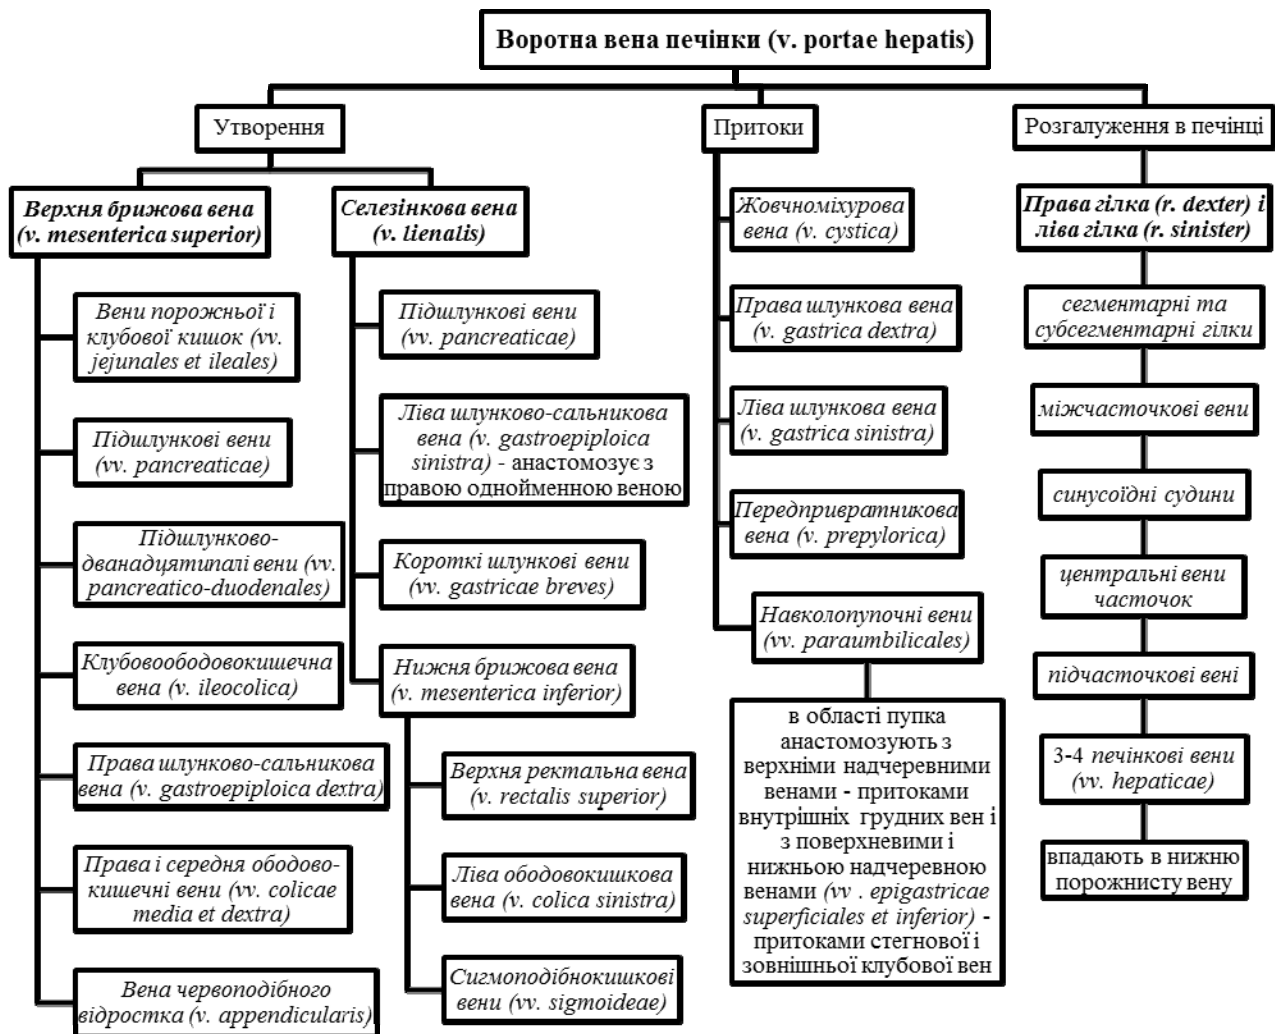 Воротна вена печінки (v. portae hepatis)
Утворення
Верхня брижова вена
(v. mesenterica superior)
Вени порожньої і
клубової кишок (vv.
jejunales et ileales)
Підшлункові вени
(vv. pancreaticae)
Підшлунково-
дванадцятипалі вени (vv.
pancreatico-duodenales)
Клубовоободовокишечна
вена (v. ileocolica)
Права шлунково-сальникова
вена (v. gastroepiploica dextra)
Права і середня ободово-
кишечні вени (vv. colicae
media et dextra)
Вена червоподібного
відростка (v. appendicularis)
Селезінкова вена
(v. lienalis)
Підшлункові вени
(vv. pancreaticae)
Ліва шлунково-сальникова
вена (v. gastroepiploica
sinistra) - анастомозує з
правою однойменною веною
Короткі шлункові вени
(vv. gastricae breves)
Нижня брижова вена
(v. mesenterica inferior)
Верхня ректальна вена
(v. rectalis superior)
Ліва ободовокишкова
вена (v. colica sinistra)
Сигмоподібнокишкові
вени (vv. sigmoideae)
Притоки
Жовчноміхурова
вена (v. cystica)
Права шлункова вена
(v. gastrica dextra)
Ліва шлункова вена
(v. gastrica sinistra)
Передпривратникова
вена (v. prepylorica)
Навколопупочні вени
(vv. paraumbilicales)
в області пупка
анастомозують з
верхніми надчеревними
венами - притоками
внутрішніх грудних вен і
з поверхневими і
нижньою надчеревною
венами (vv . epigastricae
superficiales et inferior) -
притоками стегнової і
зовнішньої клубової вен
Розгалуження в печінці
Права гілка (r. dexter) і
ліва гілка (r. sinister)
сегментарні та
субсегментарні гілки
міжчасточкові вени
синусоїдні судини
центральні вени
часточок
підчасточкові вені
3-4 печінкові вени
(vv. hepaticae)
впадають в нижню
порожнисту вену